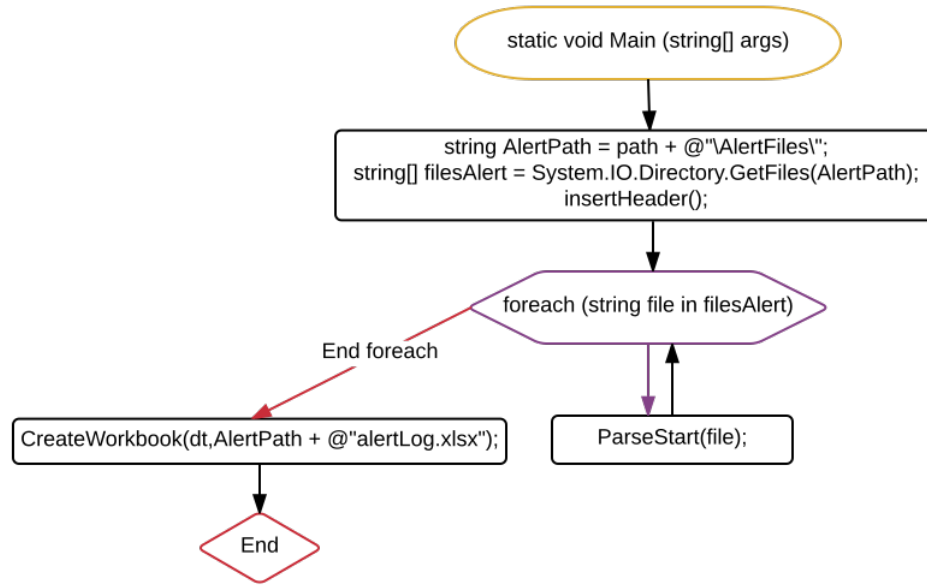 static void Main (string[] args)
string AlertPath = path + @"\AlertFiles\";
string[] filesAlert = System.IO.Directory.GetFiles(AlertPath);
insertHeader();
foreach (string file in filesAlert)
End foreach
CreateWorkbook(dt,AlertPath + @"alertLog.xlsx");
ParseStart(file);
End